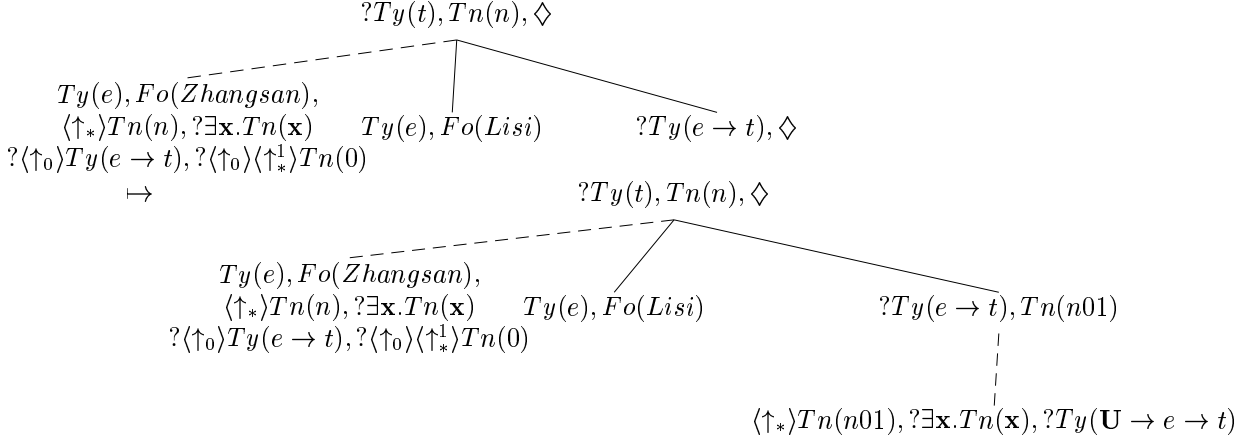 ?Ty(t), Tn(n), ♢
Ty(e), Fo(Zhangsan),
⟨↑∗⟩Tn(n), ?∃x.Tn(x) Ty(e), Fo(Lisi) ?Ty(e → t), ♢
?⟨↑₀⟩Ty(e → t), ?⟨↑₀⟩⟨↑¹∗⟩Tn(0)
↦
?Ty(t), Tn(n), ♢
Ty(e), Fo(Zhangsan),
⟨↑∗⟩Tn(n), ?∃x.Tn(x) Ty(e), Fo(Lisi) ?Ty(e → t), Tn(n01)
?⟨↑₀⟩Ty(e → t), ?⟨↑₀⟩⟨↑¹∗⟩Tn(0)
⟨↑∗⟩Tn(n01), ?∃x.Tn(x), ?Ty(U → e → t)